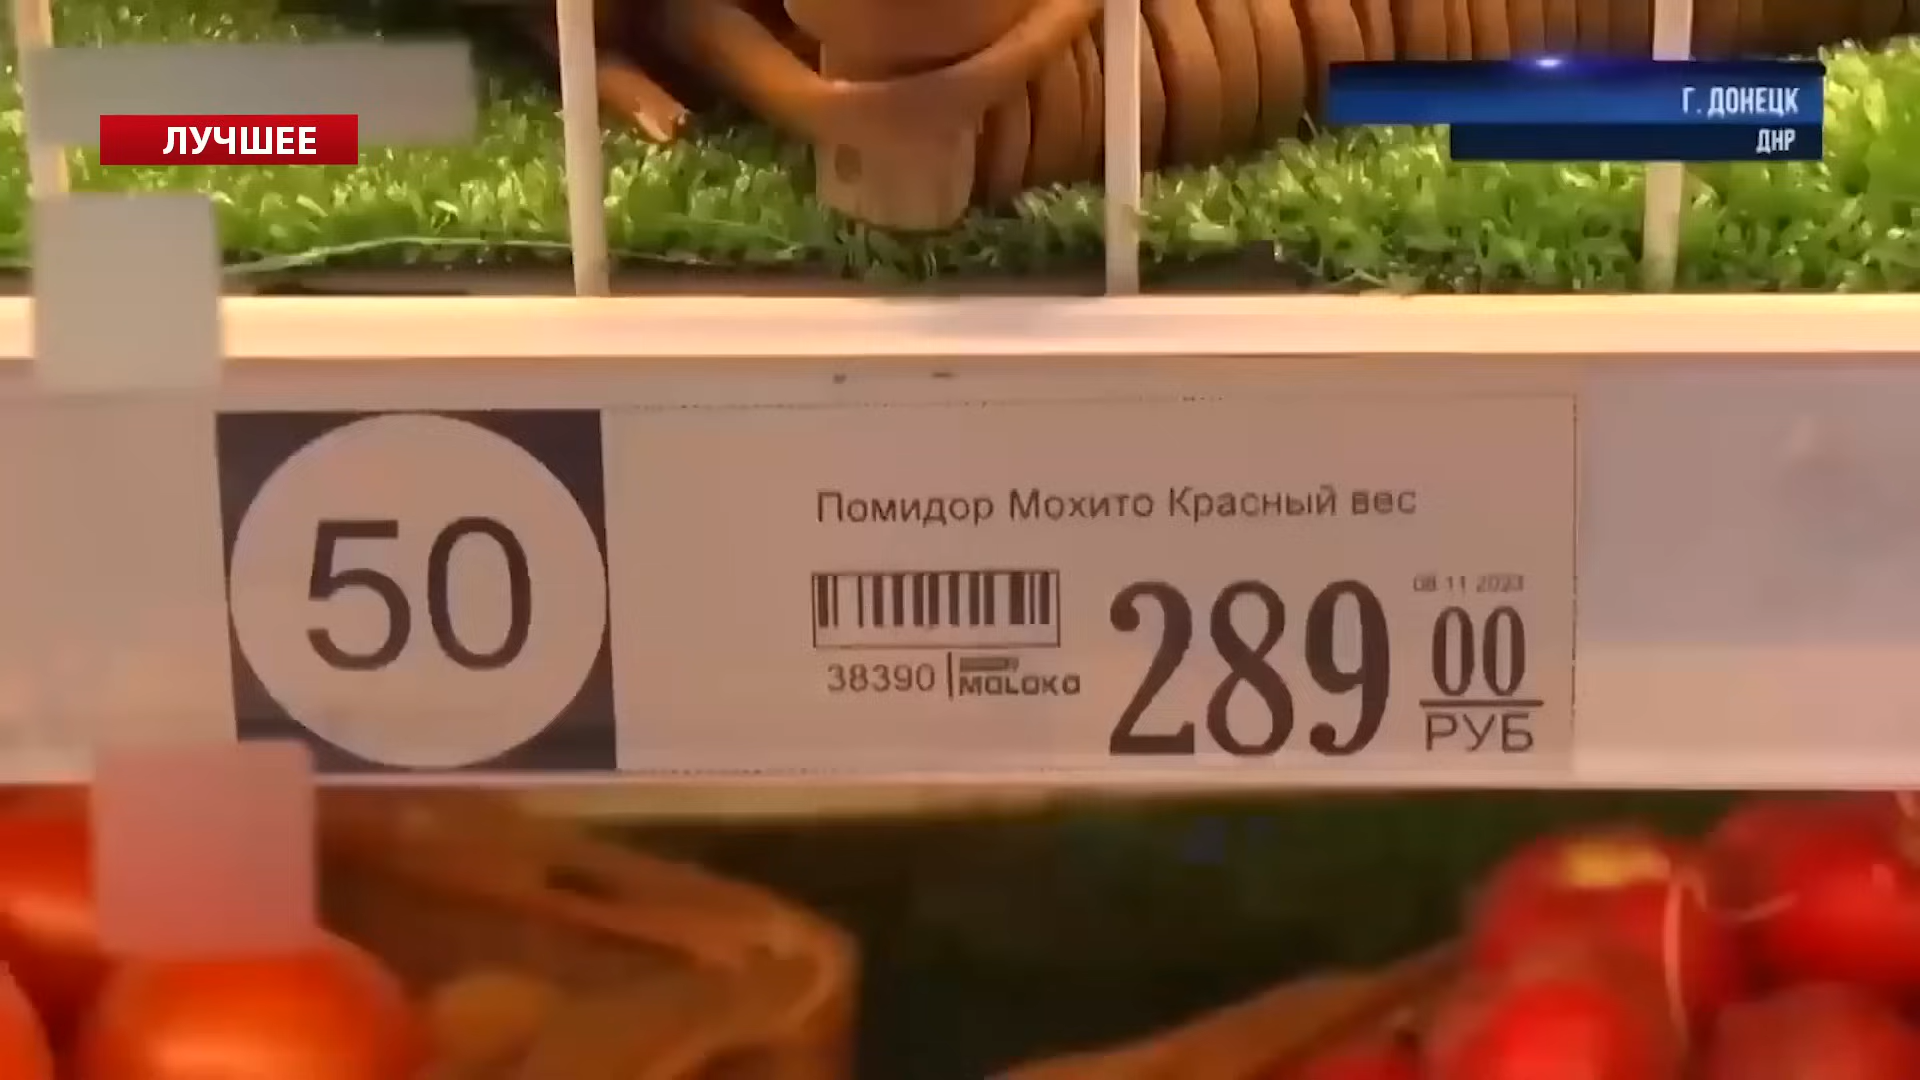 ЛУЧШЕЕ
Г. ДОНЕЦК
ДНР
50
Помидор Мохито Красный вес
08 11 2023
289 00
РУБ
38390
MOLOKO